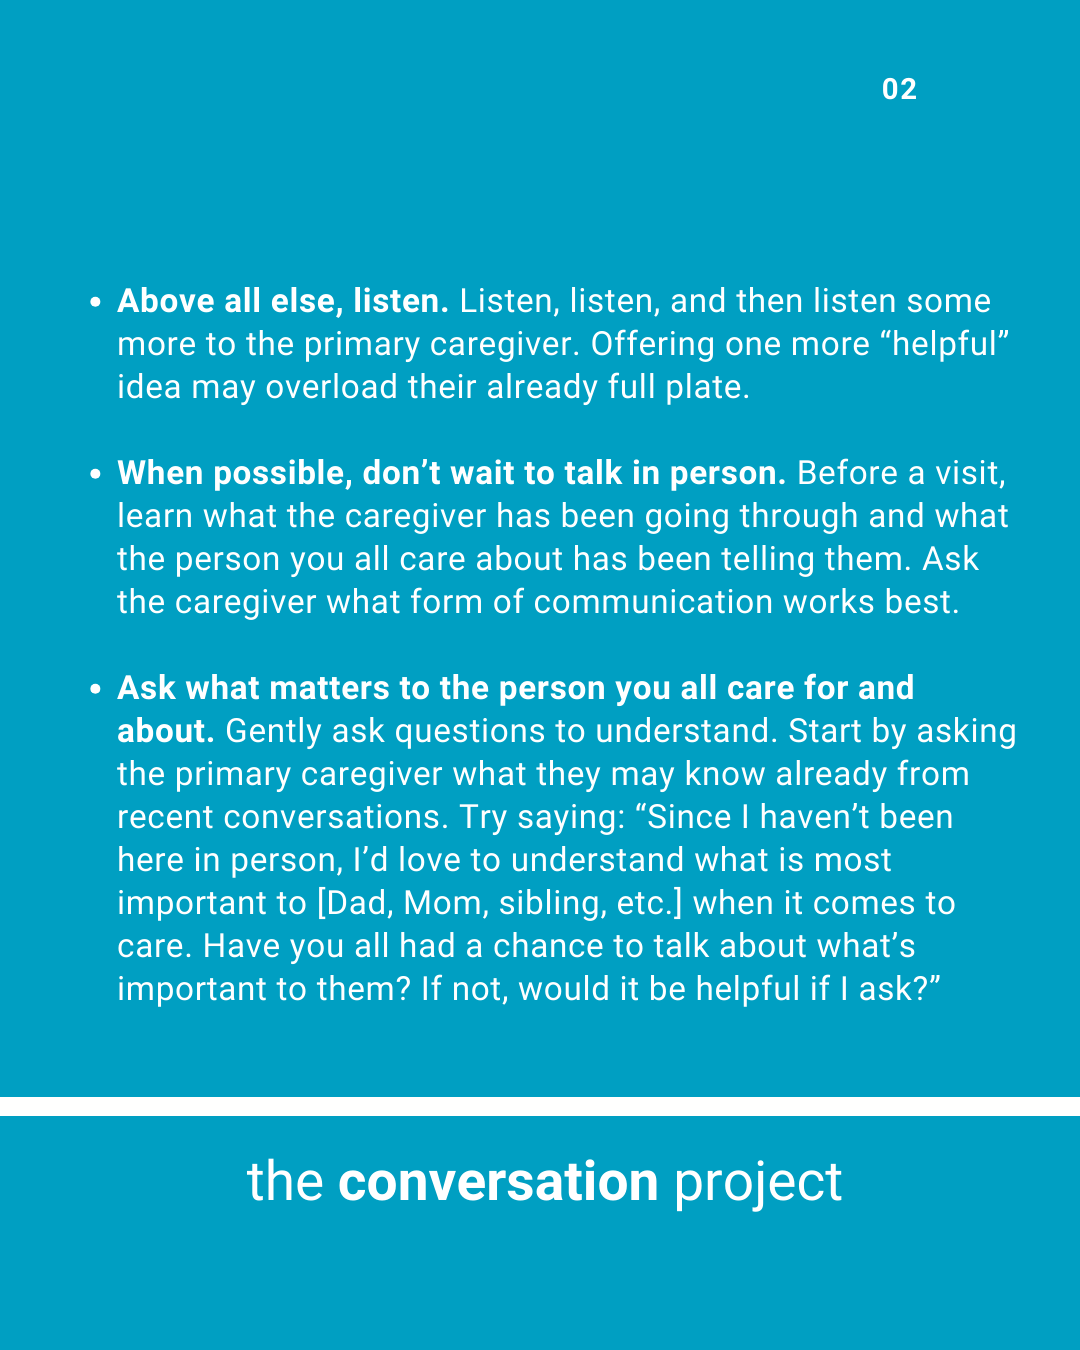 02
• Above all else, listen. Listen, listen, and then listen some
more to the primary caregiver. Offering one more “helpful”
idea may overload their already full plate.
• When possible, don’t wait to talk in person. Before a visit,
learn what the caregiver has been going through and what
the person you all care about has been telling them. Ask
the caregiver what form of communication works best.
• Ask what matters to the person you all care for and
about. Gently ask questions to understand. Start by asking
the primary caregiver what they may know already from
recent conversations. Try saying: “Since I haven’t been
here in person, I’d love to understand what is most
important to [Dad, Mom, sibling, etc.] when it comes to
care. Have you all had a chance to talk about what’s
important to them? If not, would it be helpful if I ask?”
the conversation project